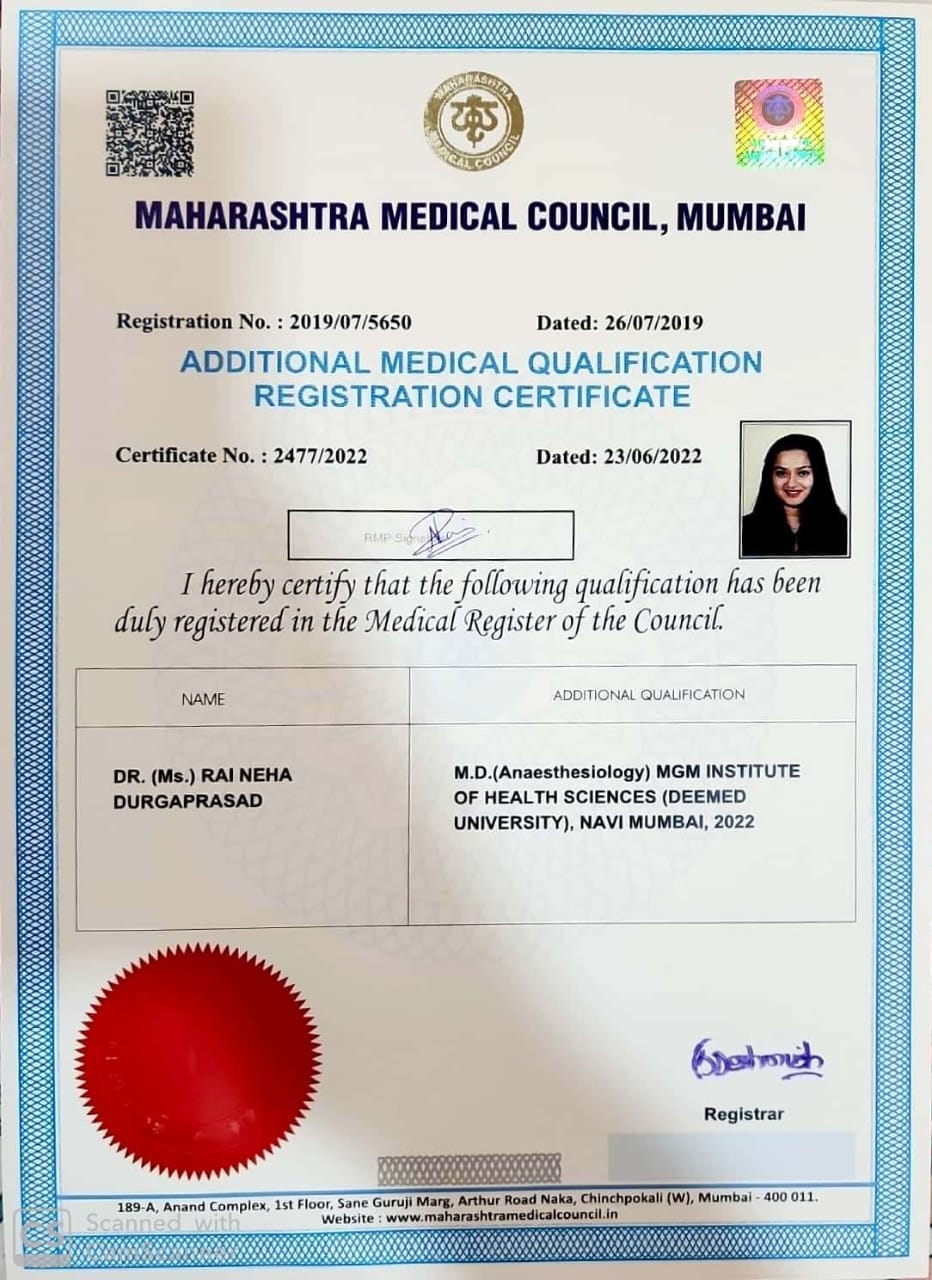 MAHARASHTRA
MEDICAL COUNCIL
MAHARASHTRA MEDICAL COUNCIL, MUMBAI
Registration No. : 2019/07/5650 Dated: 26/07/2019
ADDITIONAL MEDICAL QUALIFICATION
REGISTRATION CERTIFICATE
Certificate No. : 2477/2022 Dated: 23/06/2022
RMP-Signa
I hereby certify that the following qualification has been
duly registered in the Medical Register of the Council.
NAME ADDITIONAL QUALIFICATION
DR. (Ms.) RAI NEHA
DURGAPRASAD
M.D.(Anaesthesiology) MGM INSTITUTE
OF HEALTH SCIENCES (DEEMED
UNIVERSITY), NAVI MUMBAI, 2022
Registrar
189-A, Anand Complex, 1st Floor, Sane Guruji Marg, Arthur Road Naka, Chinchpokali (W), Mumbai - 400 011.
Website : www.maharashtramedicalcouncil.in
CS Scanned with
CamScanner